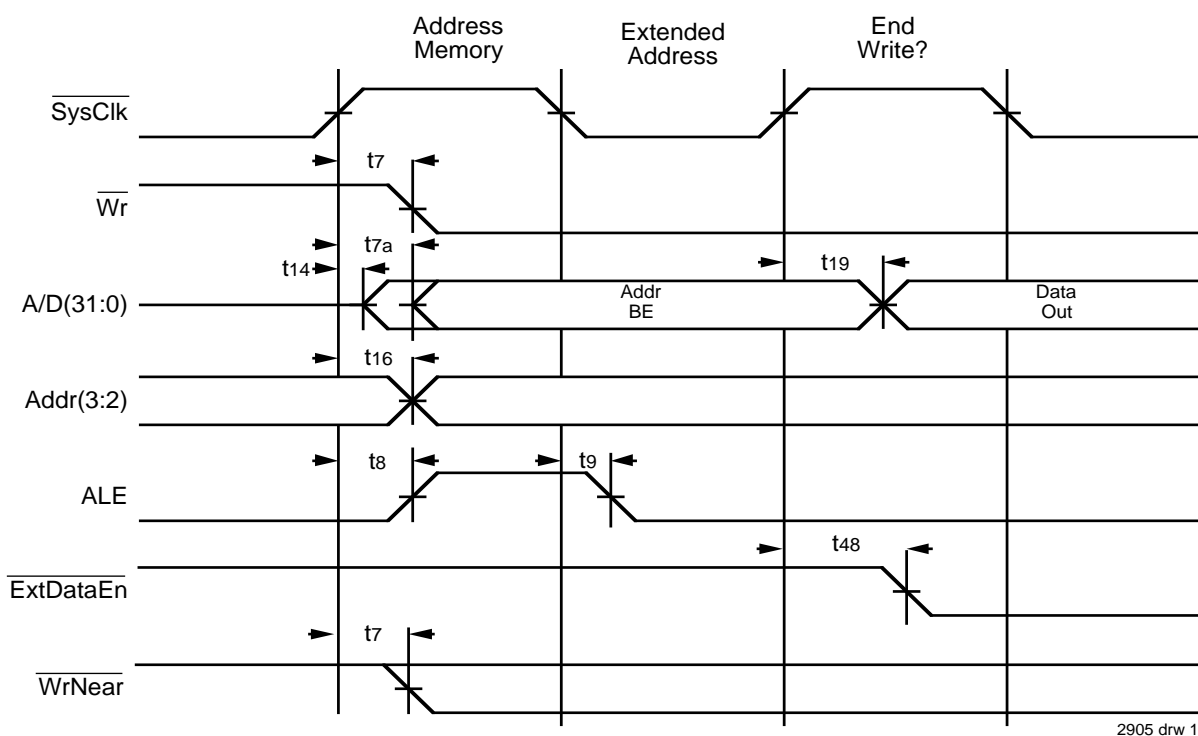 Address
Memory
Extended
Address
End
Write?
SysClk
t7
Wr
t7a
t14
t19
A/D(31:0)
Addr
BE
Data
Out
t16
Addr(3:2)
t8
t9
ALE
t48
ExtDataEn
t7
WrNear
2905 drw 1